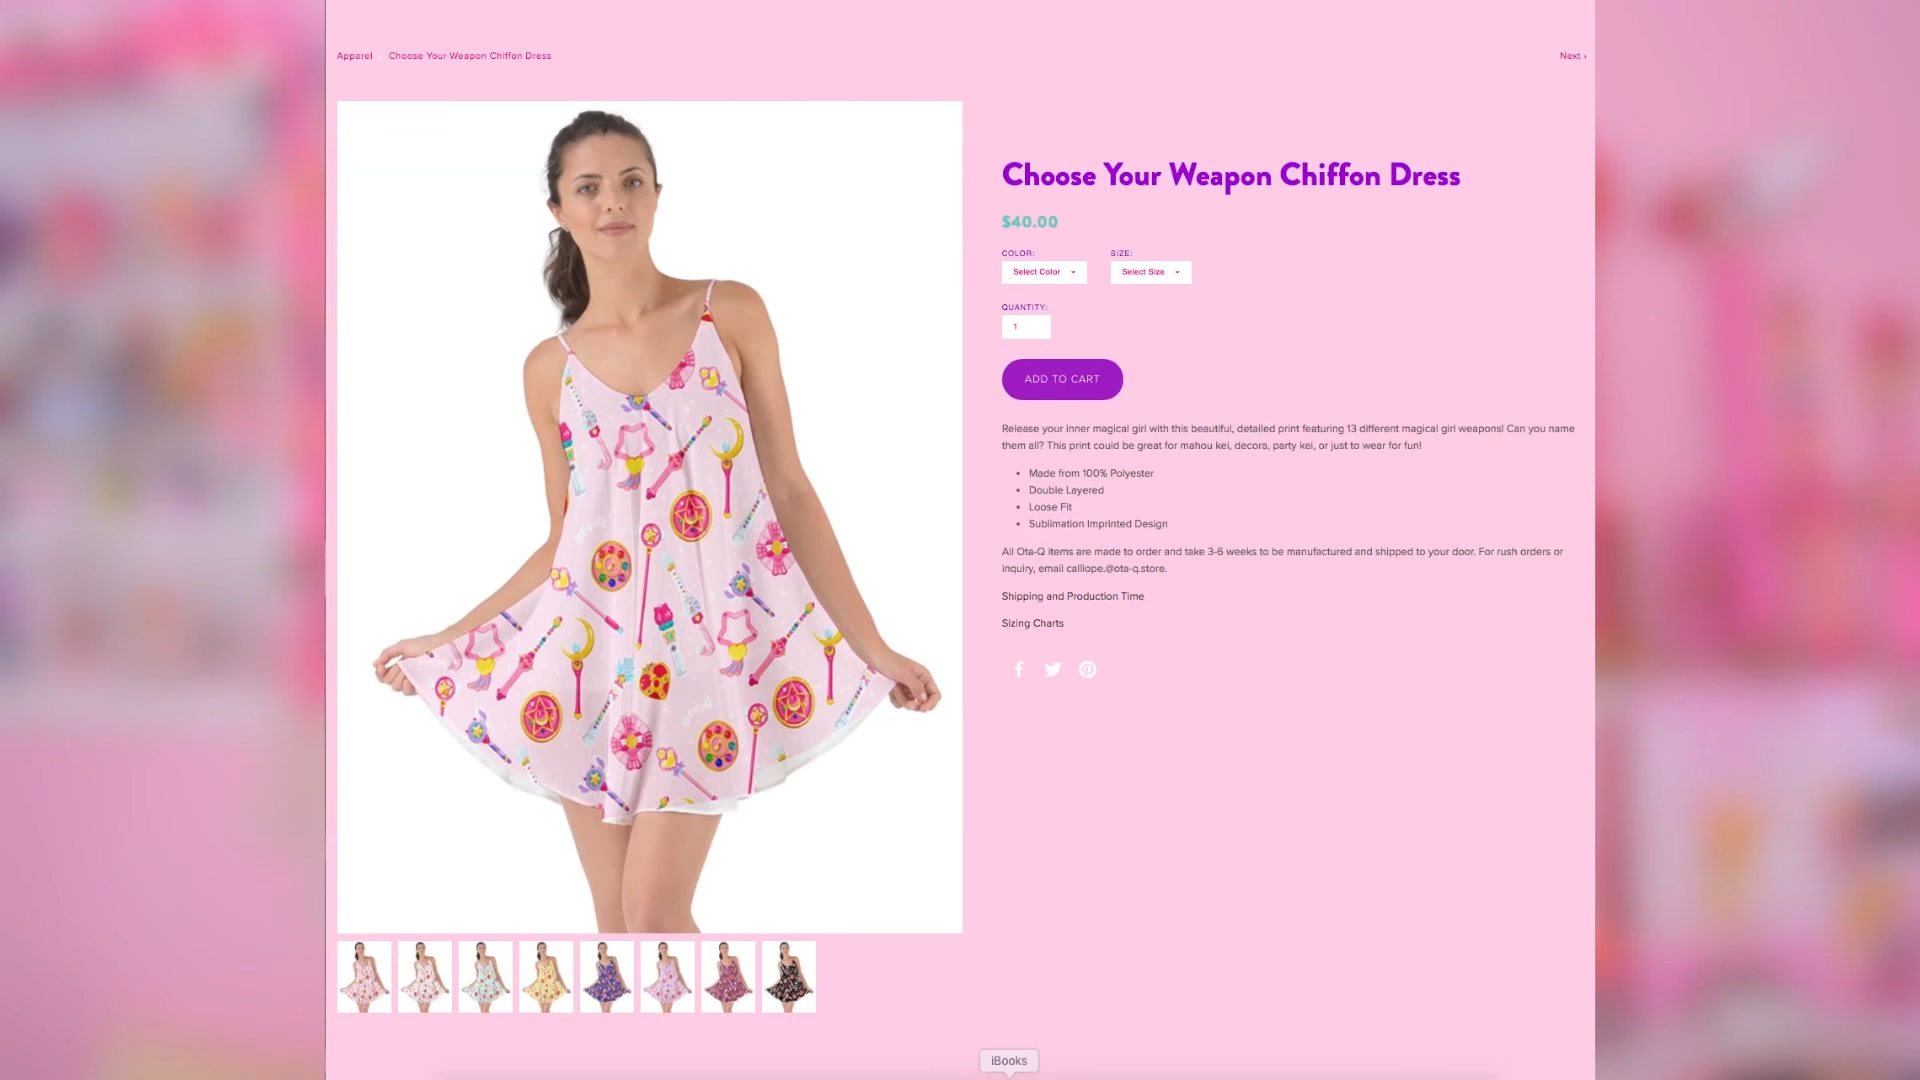 Apparel
Choose Your Weapon Chiffon Dress
Next ›
Choose Your Weapon Chiffon Dress
$40.00
COLOR:
SIZE:
Select Color
Select Size
QUANTITY:
1
ADD TO CART
Release your inner magical girl with this beautiful, detailed print featuring 13 different magical girl weapons! Can you name
them all? This print could be great for mahou kei, decora, party kei, or just to wear for fun!
• Made from 100% Polyester
• Double Layered
• Loose Fit
• Sublimation Imprinted Design
All Ota-Q items are made to order and take 3-6 weeks to be manufactured and shipped to your door. For rush orders or
inquiry, email calliope.@ota-q.store.
Shipping and Production Time
Sizing Charts
iBooks